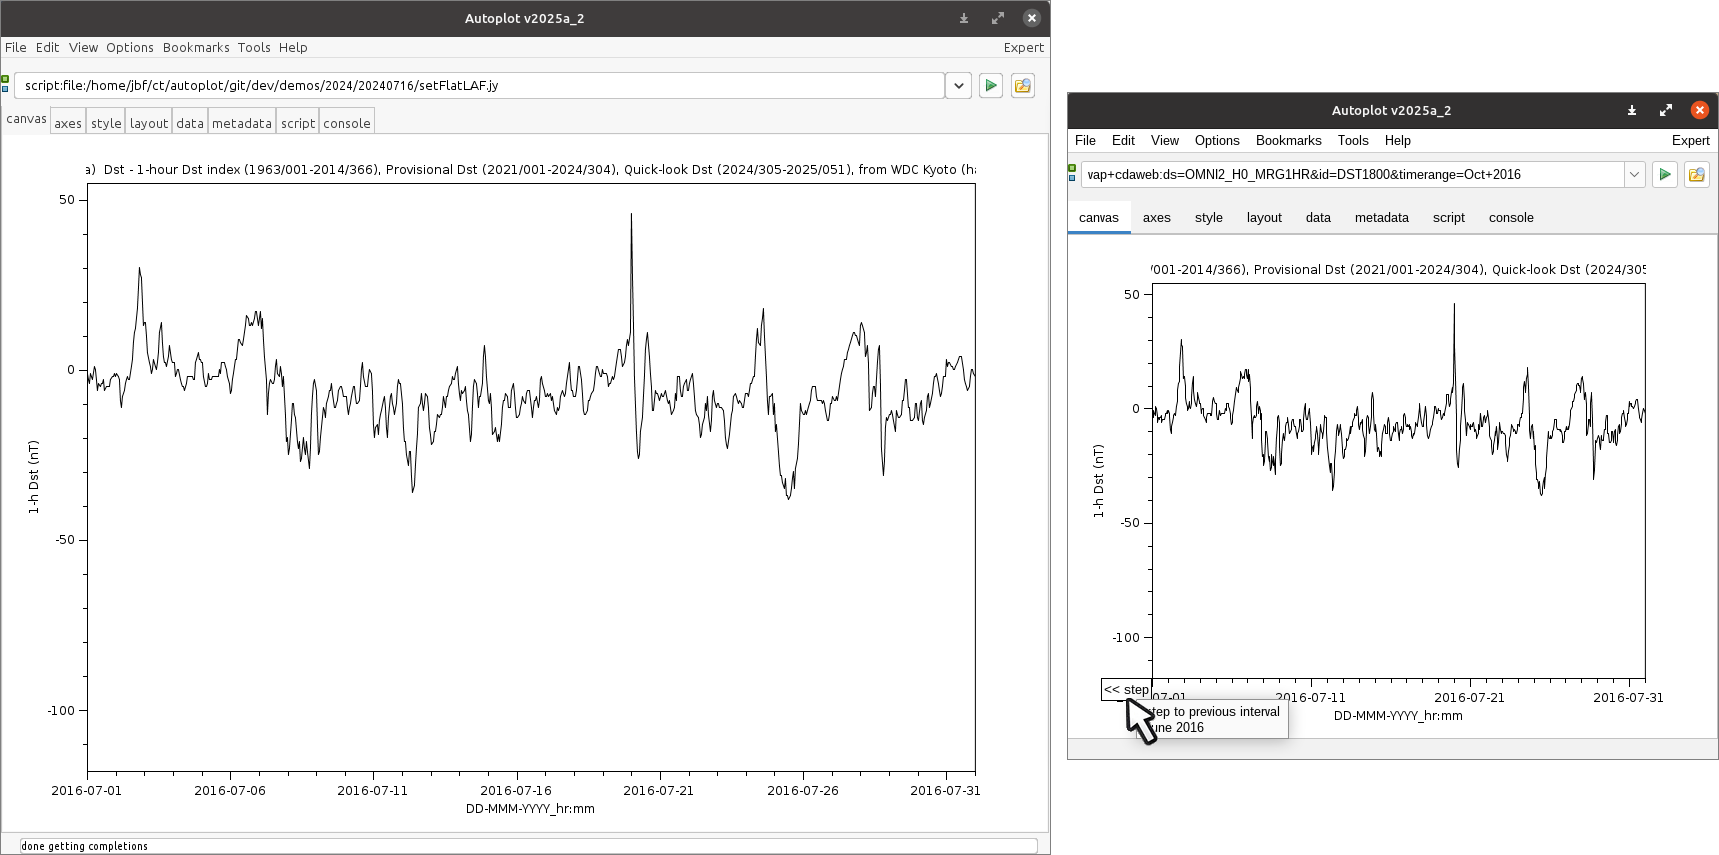 Autoplot v2025a_2
File Edit View Options Bookmarks Tools Help Expert
script:file:/home/jbf/ct/autoplot/git/dev/demos/2024/20240716/setFlatLAF.jy
canvas axes style layout data metadata script console
a) Dst - 1-hour Dst index (1963/001-2014/366), Provisional Dst (2021/001-2024/304), Quick-look Dst (2024/305-2025/051), from WDC Kyoto (ha
50
0
-50
-100
1-h Dst (nT)
2016-07-01 2016-07-06 2016-07-11 2016-07-16 2016-07-21 2016-07-26 2016-07-31
DD-MMM-YYYY_hr:mm
done getting completions
Autoplot v2025a_2
File Edit View Options Bookmarks Tools Help Expert
vap+cdaweb:ds=OMNI2_H0_MRG1HR&id=DST1800&timerange=Oct+2016
canvas axes style layout data metadata script console
/001-2014/366), Provisional Dst (2021/001-2024/304), Quick-look Dst (2024/305
50
0
-50
-100
1-h Dst (nT)
<< step 07-01 2016-07-11 2016-07-21 2016-07-31
DD-MMM-YYYY_hr:mm
step to previous interval
une 2016